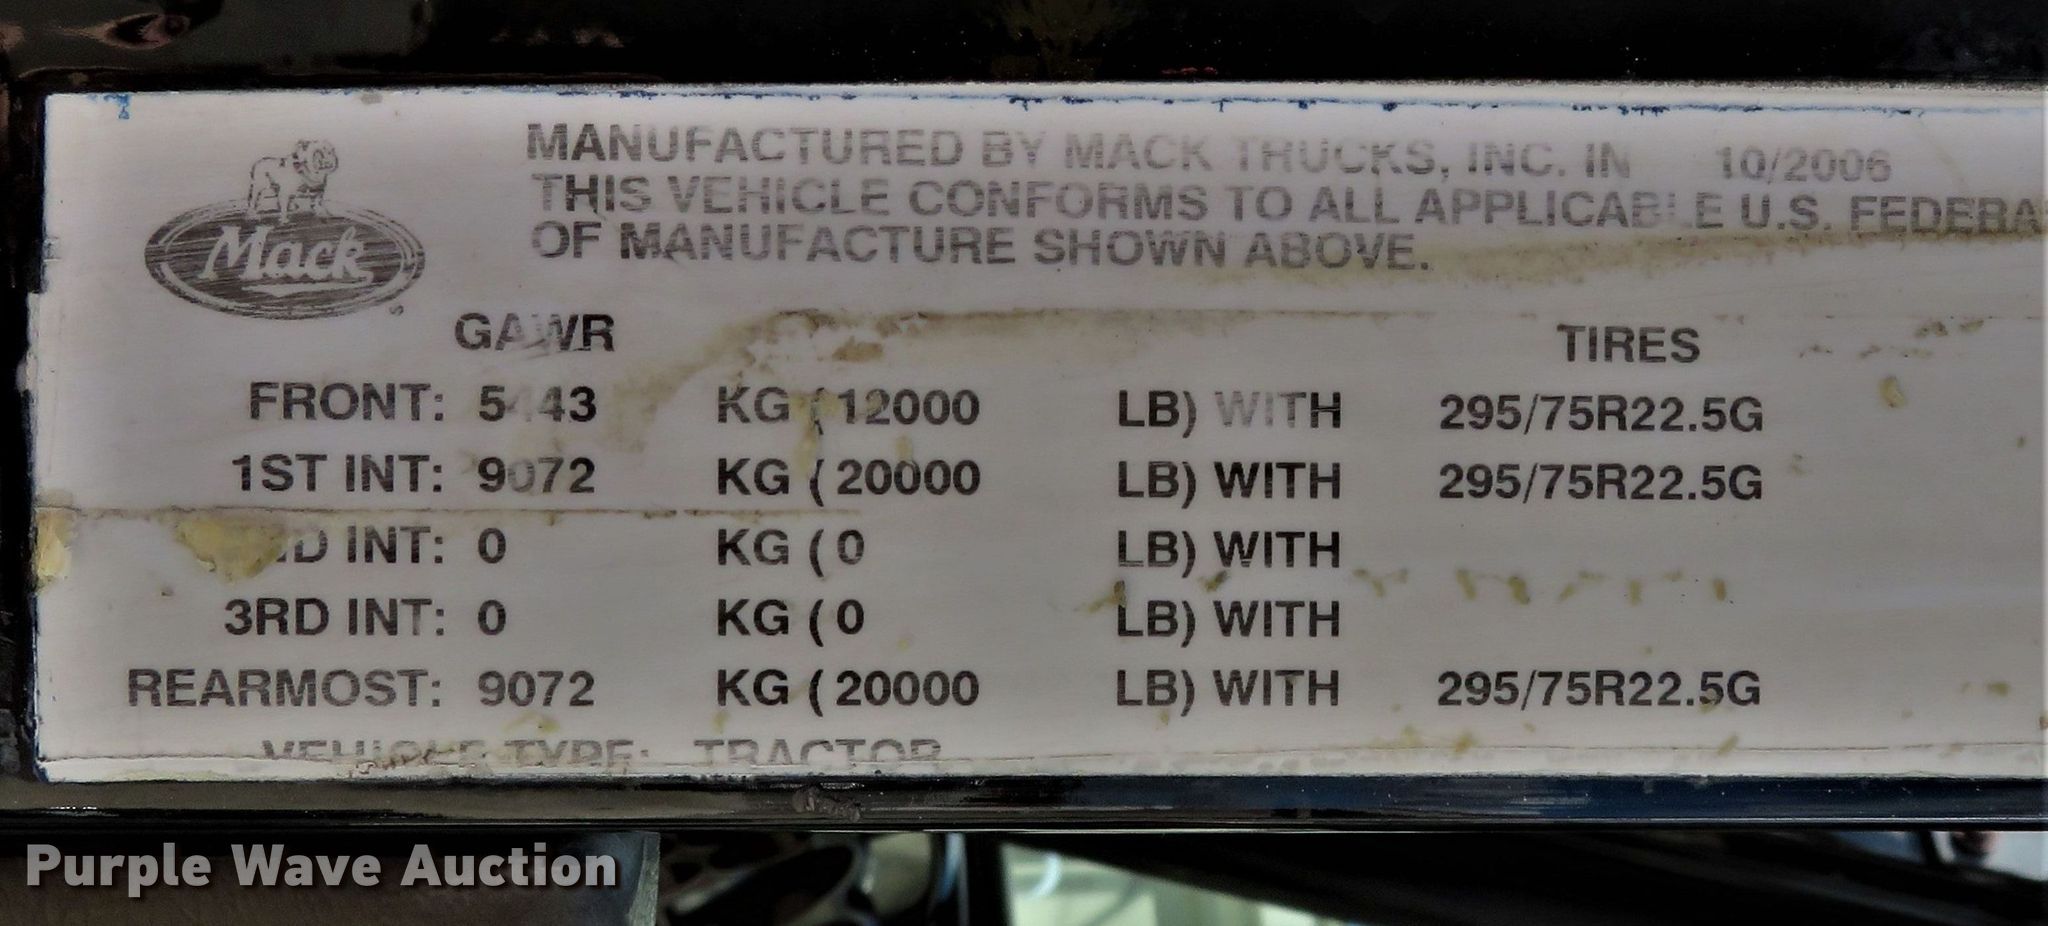 MANUFACTURED BY MACK TRUCKS, INC. IN 10/2006
THIS VEHICLE CONFORMS TO ALL APPLICABLE U.S. FEDERA
OF MANUFACTURE SHOWN ABOVE.
Mack
GAWR TIRES
FRONT: 5443 KG (12000 LB) WITH 295/75R22.5G
1ST INT: 9072 KG (20000 LB) WITH 295/75R22.5G
D INT: 0 KG (0 LB) WITH
3RD INT: 0 KG (0 LB) WITH
REARMOST: 9072 KG (20000 LB) WITH 295/75R22.5G
VEHICLE TYPE: TRACTOR
Purple Wave Auction